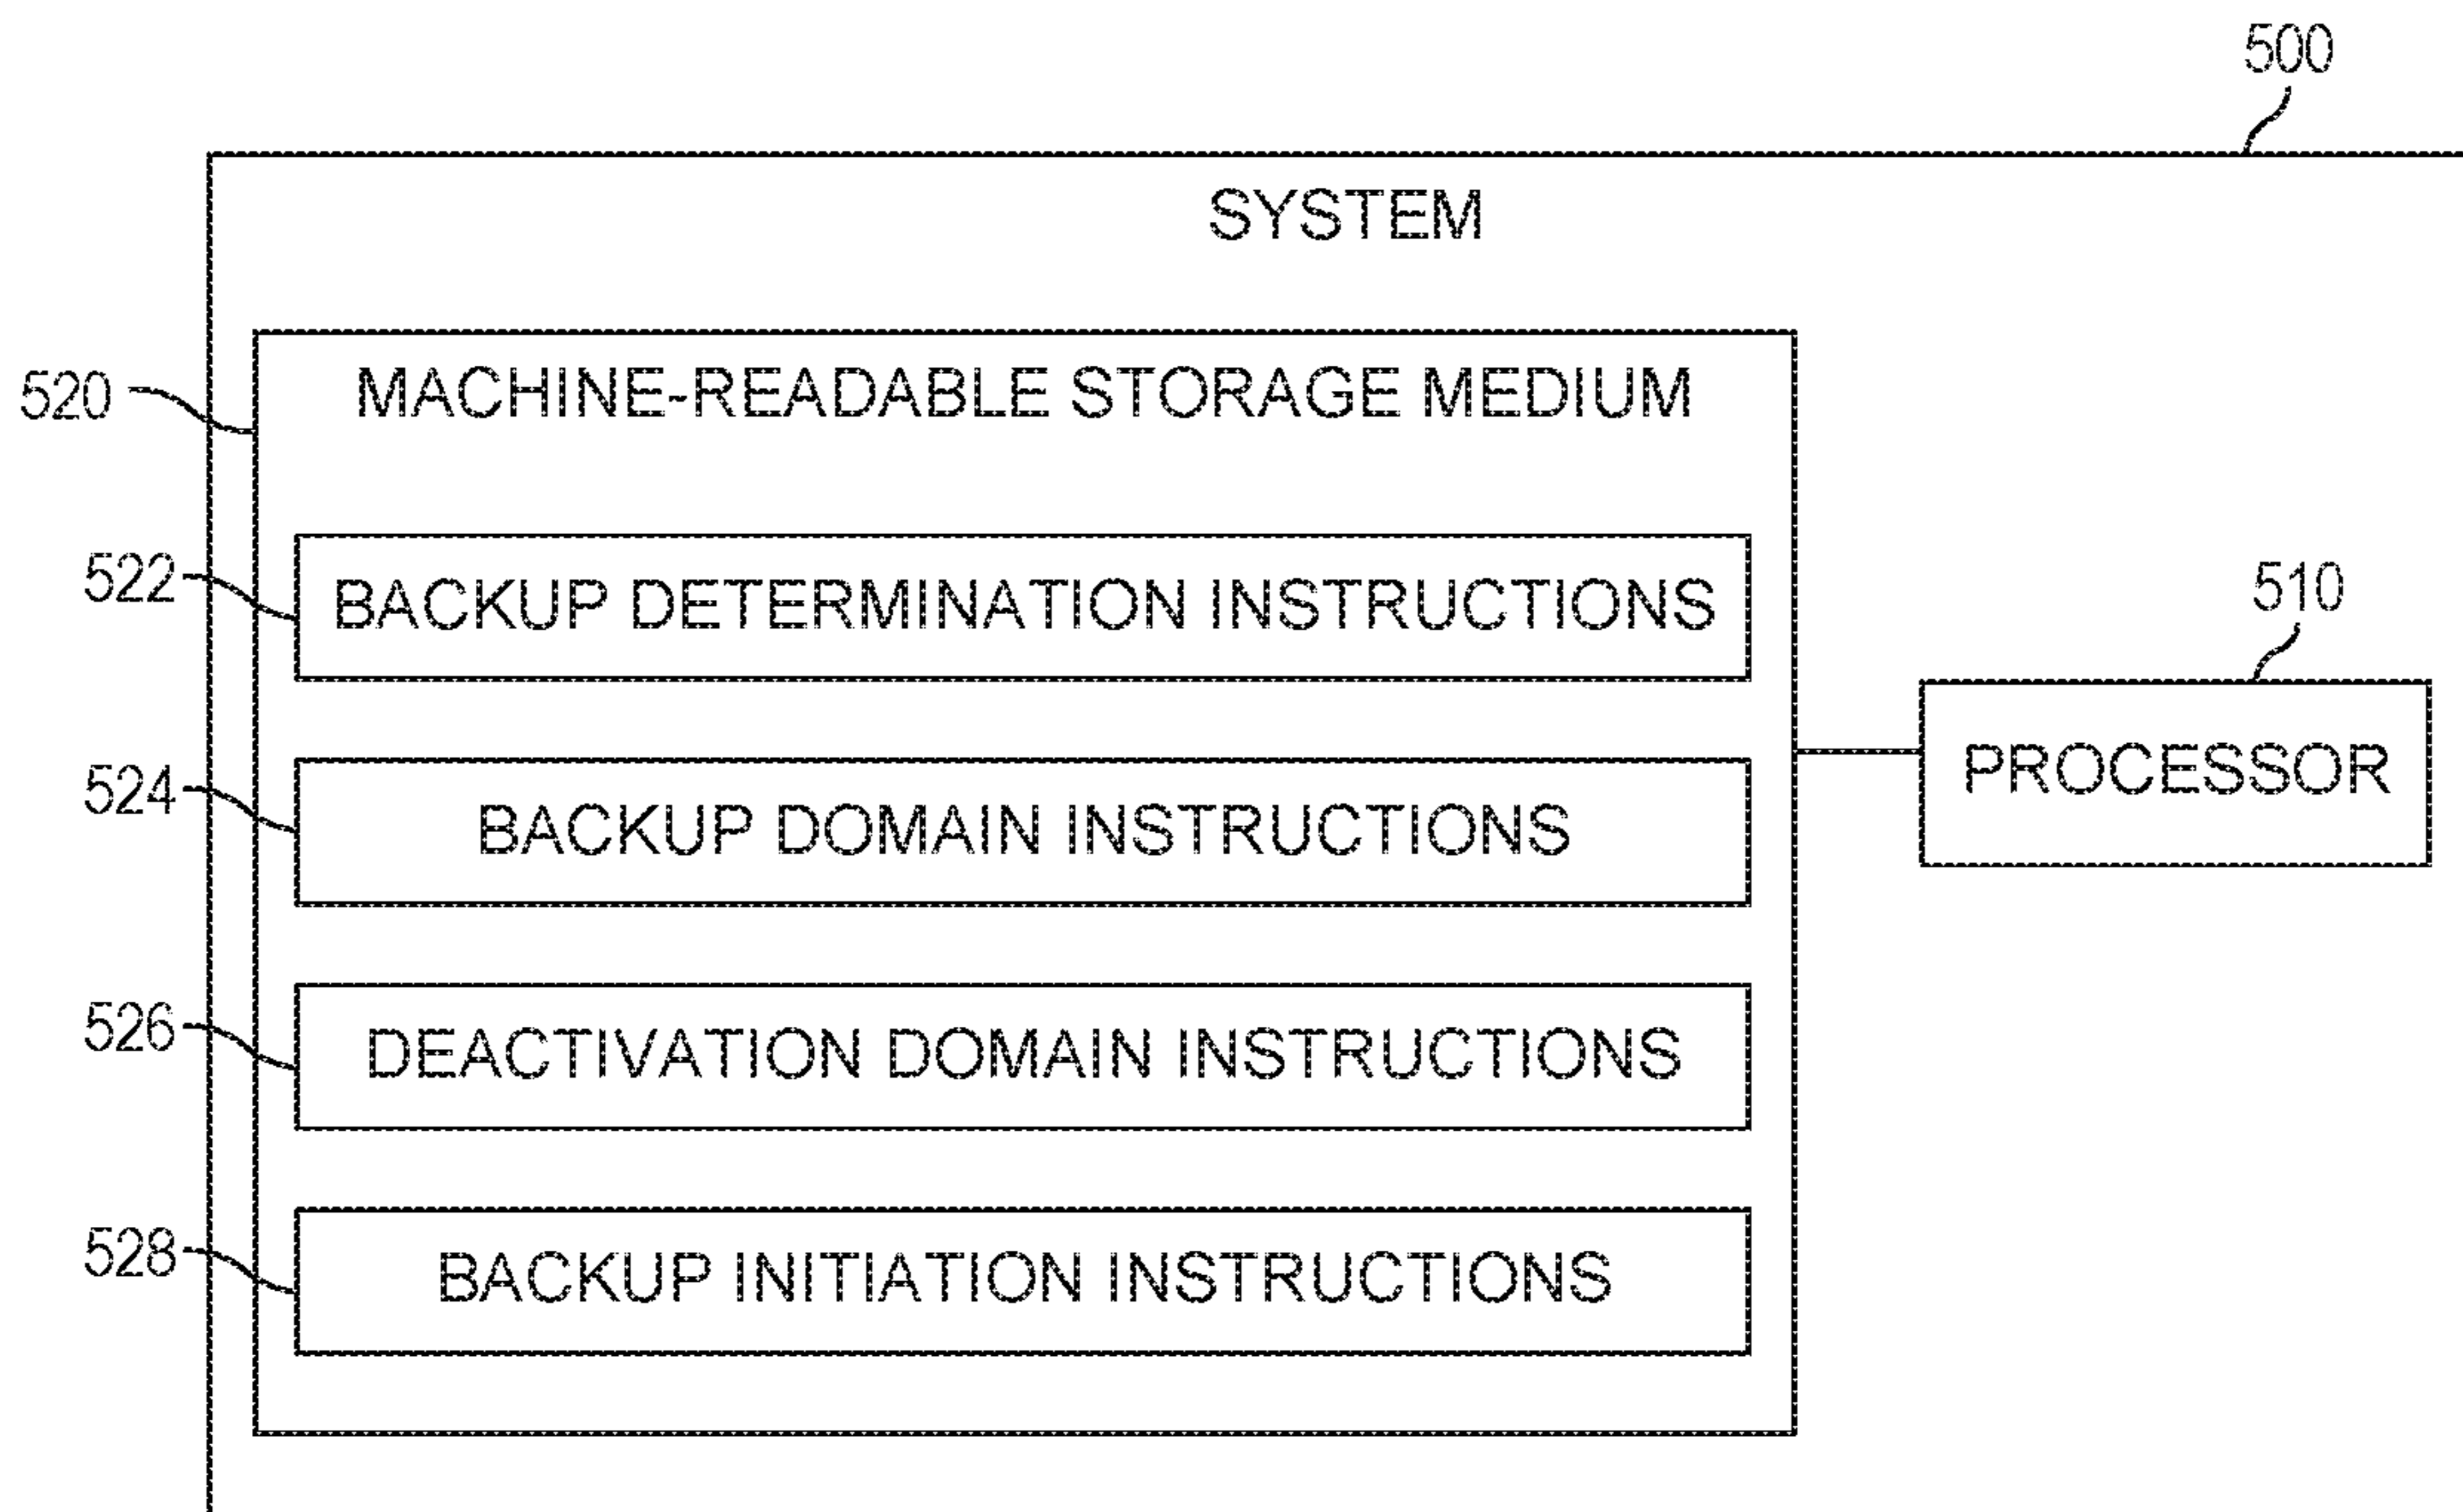 500
SYSTEM
520
MACHINE-READABLE STORAGE MEDIUM
522
BACKUP DETERMINATION INSTRUCTIONS
510
524
BACKUP DOMAIN INSTRUCTIONS
PROCESSOR
526
DEACTIVATION DOMAIN INSTRUCTIONS
528
BACKUP INITIATION INSTRUCTIONS